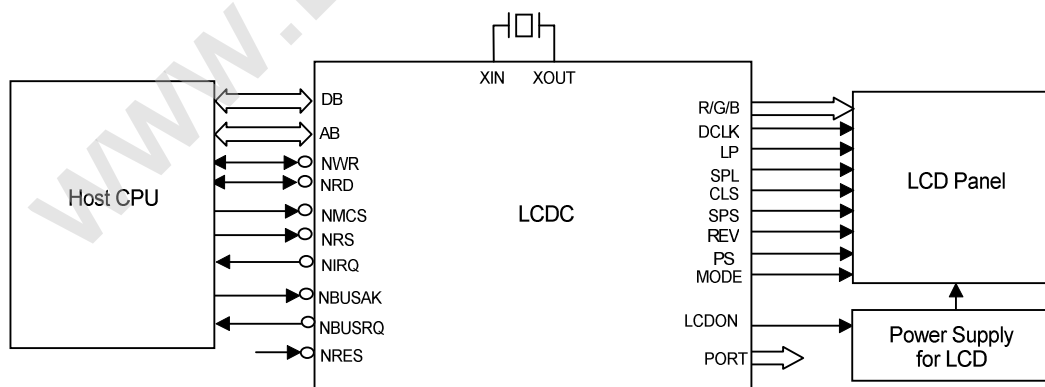 www.
XIN XOUT
Host CPU
DB
AB
NWR
NRD
NMCS
NRS
NIRQ
NBUSAK
NBUSRQ
NRES
LCDC
R/G/B
DCLK
LP
SPL
CLS
SPS
REV
PS
MODE
LCDON
PORT
LCD Panel
Power Supply
for LCD